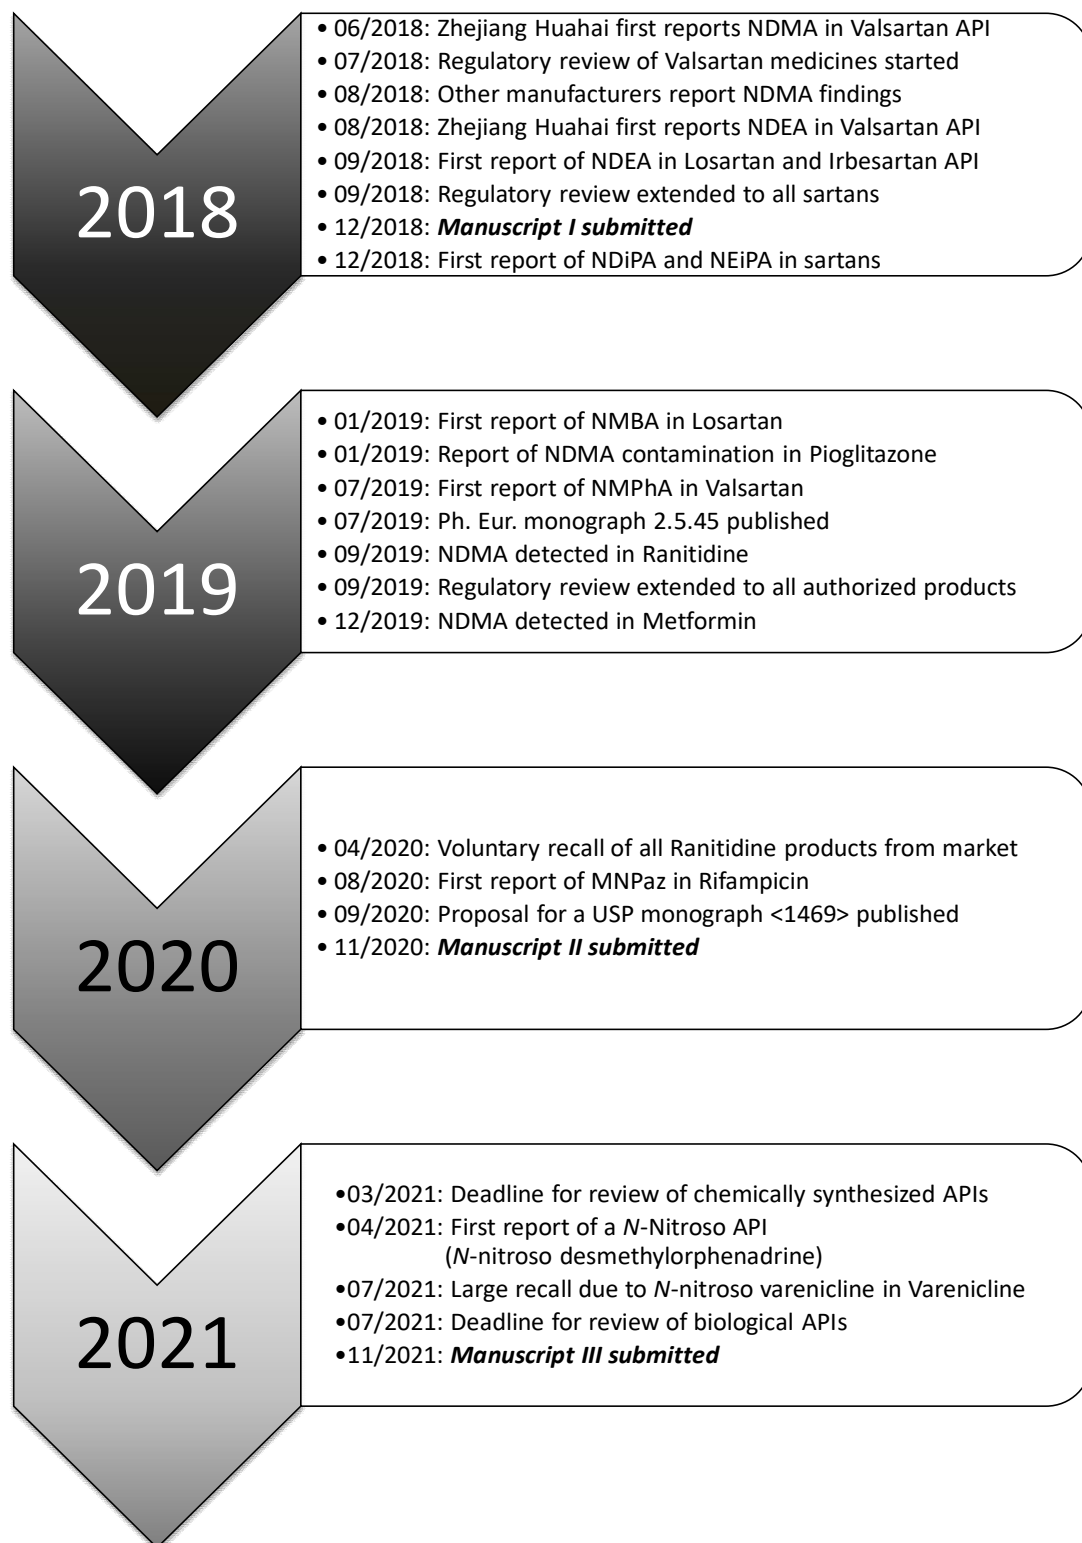 2018
• 06/2018: Zhejiang Huahai first reports NDMA in Valsartan API
• 07/2018: Regulatory review of Valsartan medicines started
• 08/2018: Other manufacturers report NDMA findings
• 08/2018: Zhejiang Huahai first reports NDEA in Valsartan API
• 09/2018: First report of NDEA in Losartan and Irbesartan API
• 09/2018: Regulatory review extended to all sartans
• 12/2018: Manuscript I submitted
• 12/2018: First report of NDiPA and NEiPA in sartans
2019
• 01/2019: First report of NMBA in Losartan
• 01/2019: Report of NDMA contamination in Pioglitazone
• 07/2019: First report of NMPhA in Valsartan
• 07/2019: Ph. Eur. monograph 2.5.45 published
• 09/2019: NDMA detected in Ranitidine
• 09/2019: Regulatory review extended to all authorized products
• 12/2019: NDMA detected in Metformin
2020
• 04/2020: Voluntary recall of all Ranitidine products from market
• 08/2020: First report of MNPaz in Rifampicin
• 09/2020: Proposal for a USP monograph <1469> published
• 11/2020: Manuscript II submitted
2021
•03/2021: Deadline for review of chemically synthesized APIs
•04/2021: First report of a N-Nitroso API
(N-nitroso desmethylorphenadrine)
•07/2021: Large recall due to N-nitroso varenicline in Varenicline
•07/2021: Deadline for review of biological APIs
•11/2021: Manuscript III submitted